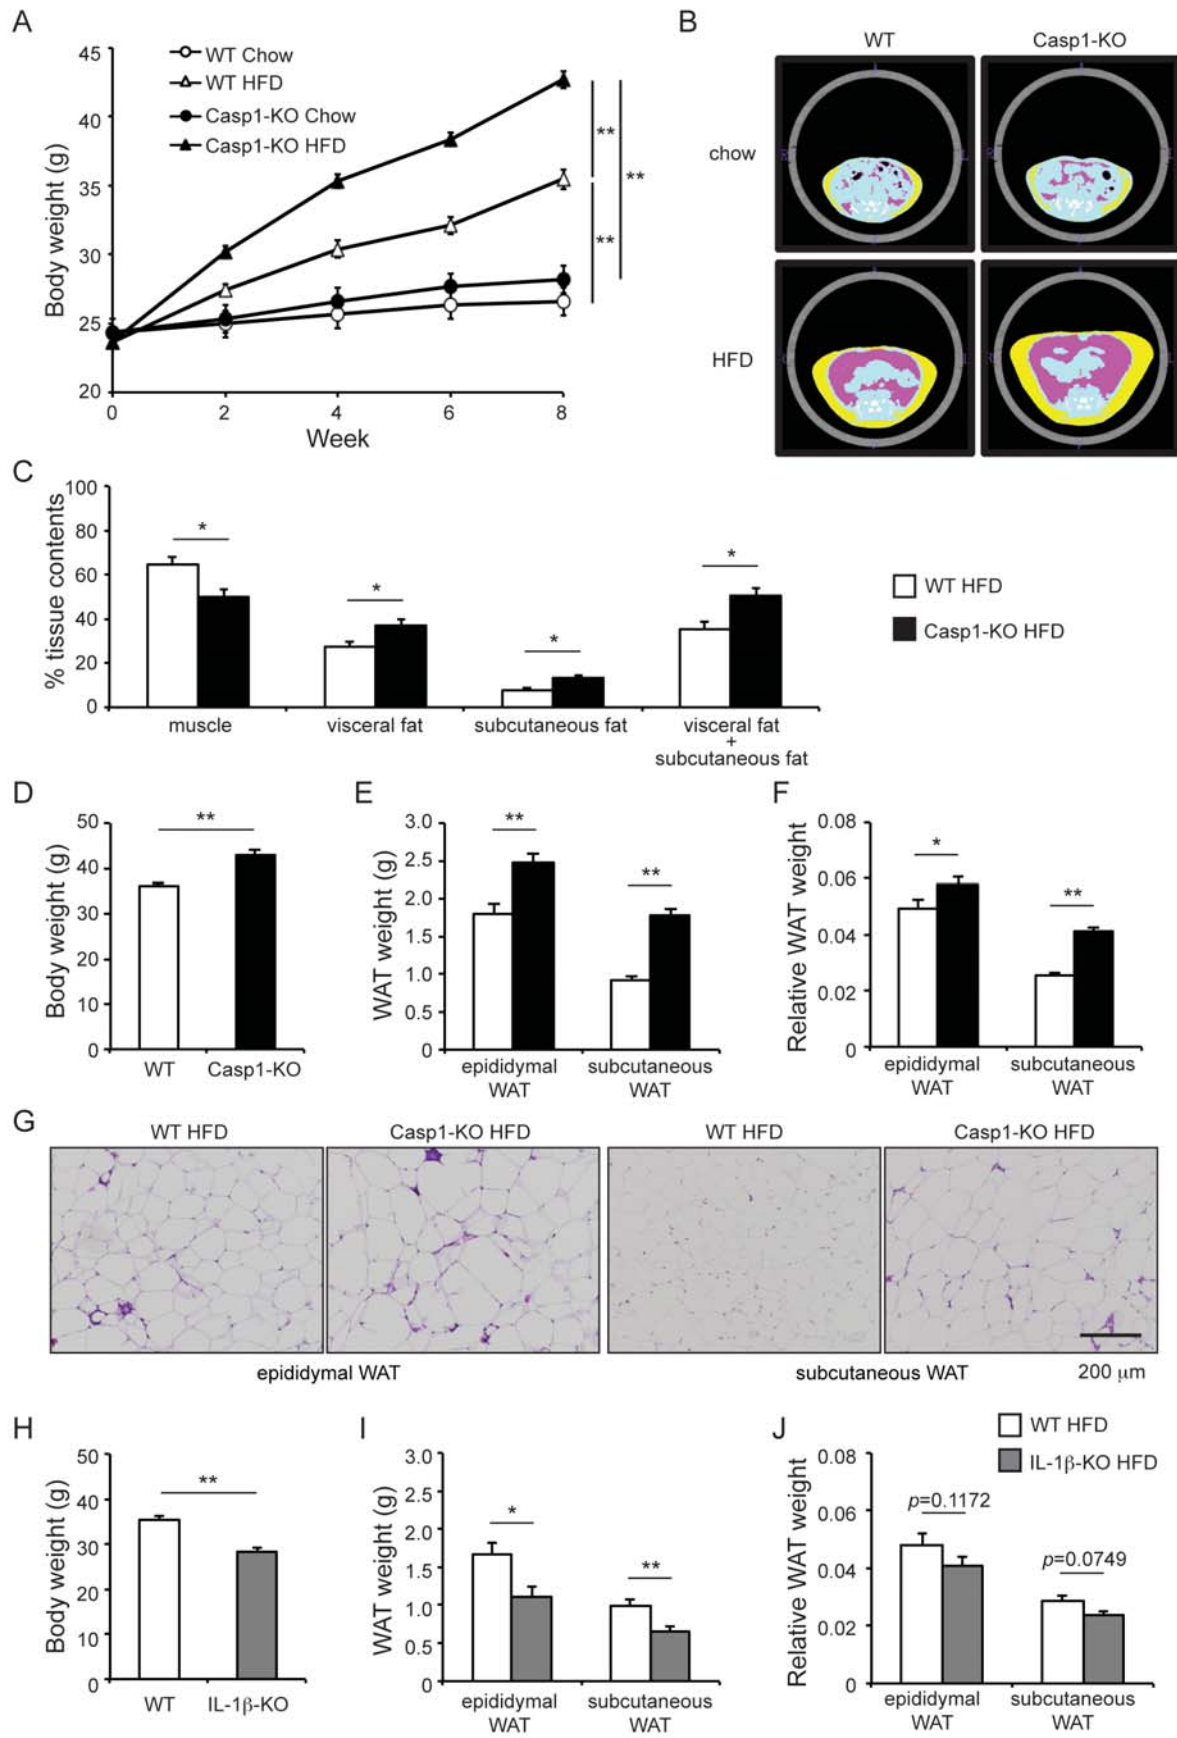 A
45
40
35
30
25
20
Body weight (g)
0 2 4 6 8
Week
WT Chow
WT HFD
Casp1-KO Chow
Casp1-KO HFD
**
**
**
B
WT Casp1-KO
chow
HFD
C
100
80
60
40
20
0
% tissue contents
*
*
*
*
muscle visceral fat subcutaneous fat visceral fat
+
subcutaneous fat
WT HFD
Casp1-KO HFD
D
50
40
30
20
10
0
Body weight (g)
**
WT Casp1-KO
E
3.0
2.5
2.0
1.5
1.0
0.5
0
WAT weight (g)
**
**
epididymal subcutaneous
WAT WAT
F
0.08
0.06
0.04
0.02
0
Relative WAT weight
*
**
epididymal subcutaneous
WAT WAT
G
WT HFD Casp1-KO HFD WT HFD Casp1-KO HFD
epididymal WAT subcutaneous WAT 200 μm
H
50
40
30
20
10
0
Body weight (g)
**
WT IL-1β-KO
I
3.0
2.5
2.0
1.5
1.0
0.5
0
WAT weight (g)
*
**
epididymal subcutaneous
WAT WAT
J
WT HFD
IL-1β-KO HFD
0.08
0.06
0.04
0.02
0
Relative WAT weight
p=0.1172
p=0.0749
epididymal subcutaneous
WAT WAT